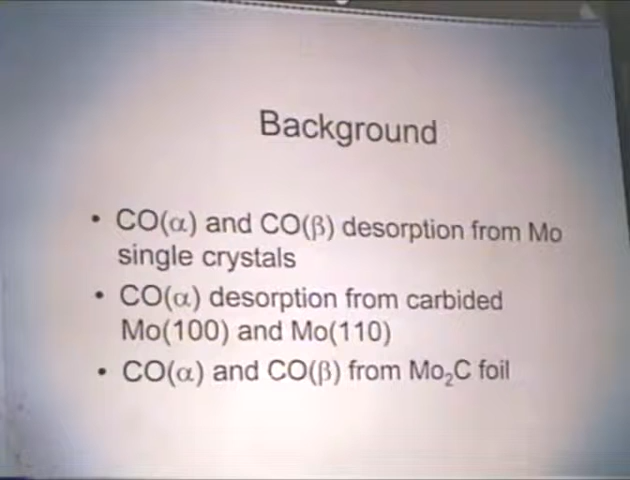 Background
• CO(α) and CO(β) desorption from Mo
single crystals
• CO(α) desorption from carbided
Mo(100) and Mo(110)
• CO(α) and CO(β) from Mo₂C foil